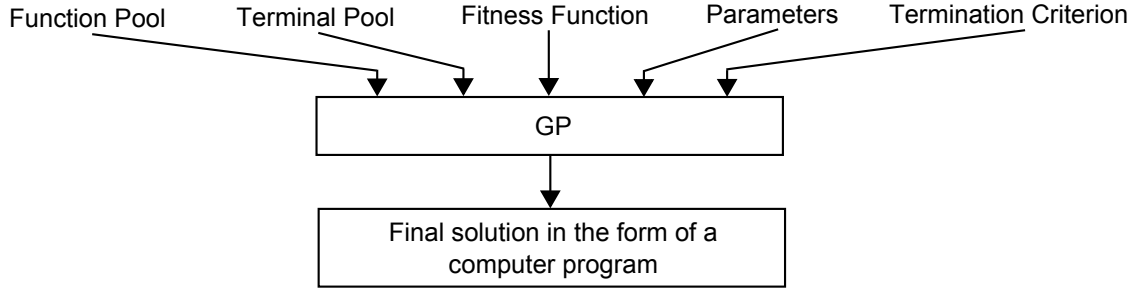 Function Pool
Terminal Pool
Fitness Function
Parameters
Termination Criterion
GP
Final solution in the form of a
computer program